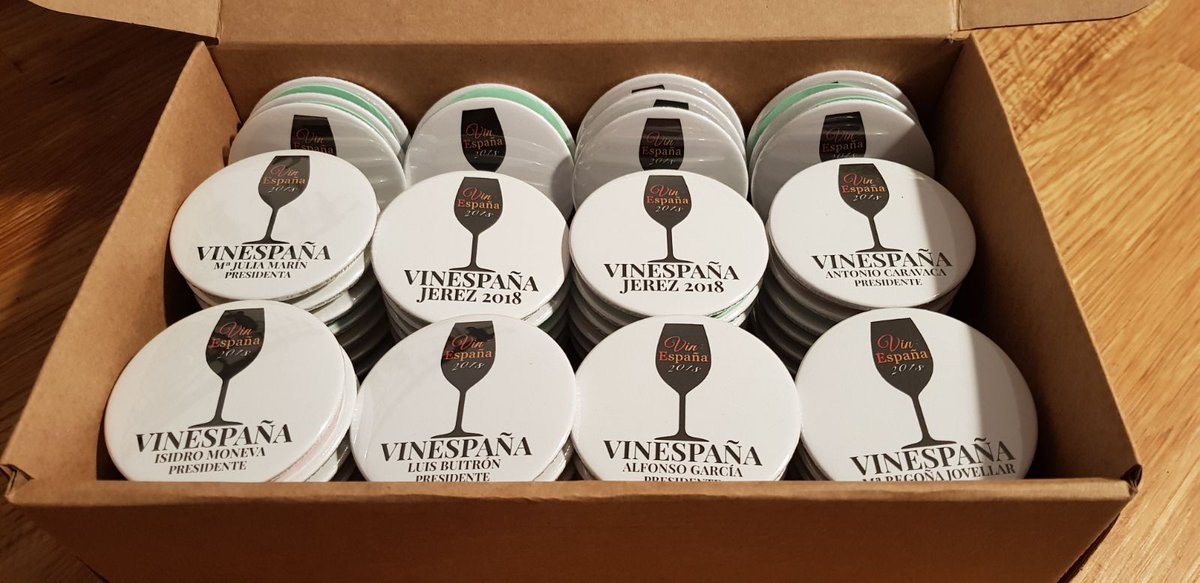 Vin
España
2018
Vin
España
2018
Vin
España
2018
Vin
España
2018
Vin
España
2018
VINESPAÑA
Mª JULIA MARIN
PRESIDENTA
Vin
España
2018
VINESPAÑA
JEREZ 2018
Vin
España
2018
VINESPAÑA
JEREZ 2018
Vin
España
2018
VINESPAÑA
ANTONIO CARAVACA
PRESIDENTE
Vin
España
2018
VINESPAÑA
ISIDRO MONEVA
PRESIDENTE
Vin
España
2018
VINESPAÑA
LUIS BUITRÓN
PRESIDENTE
Vin
España
2018
VINESPAÑA
ALFONSO GARCÍA
PRESIDENTE
Vin
España
2018
VINESPAÑA
Mª BEGOÑA JOVELLAR